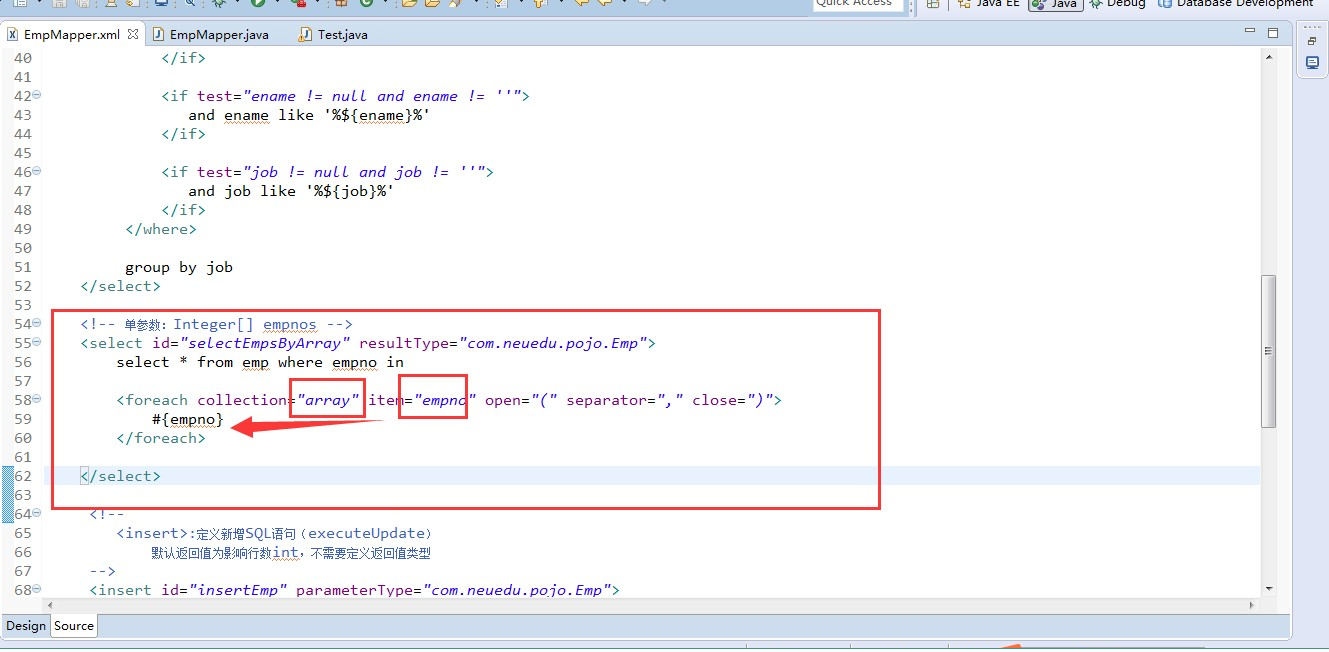 Quick Access
Java EE
Java
Debug
Database Development
EmpMapper.xml
EmpMapper.java
Test.java
40 </if>
41
42 <if test="ename != null and ename != ''">
43 and ename like '%${ename}%'
44 </if>
45
46 <if test="job != null and job != ''">
47 and job like '%${job}%'
48 </if>
49 </where>
50
51 group by job
52 </select>
53
54 <!-- 单参数：Integer[] empnos -->
55 <select id="selectEmpsByArray" resultType="com.neuedu.pojo.Emp">
56 select * from emp where empno in
57
58 <foreach collection="array" item="empno" open="(" separator="," close=")">
59 #{empno}
60 </foreach>
61
62 </select>
63
64 <!--
65 <insert>:定义新增SQL语句（executeUpdate）
66 默认返回值为影响行数int，不需要定义返回值类型
67 -->
68 <insert id="insertEmp" parameterType="com.neuedu.pojo.Emp">
Design
Source